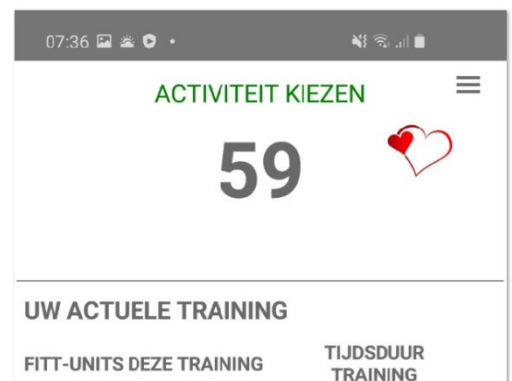 07:36
ACTIVITEIT KIEZEN
59
UW ACTUELE TRAINING
FITT-UNITS DEZE TRAINING
TIJDSDUUR
TRAINING